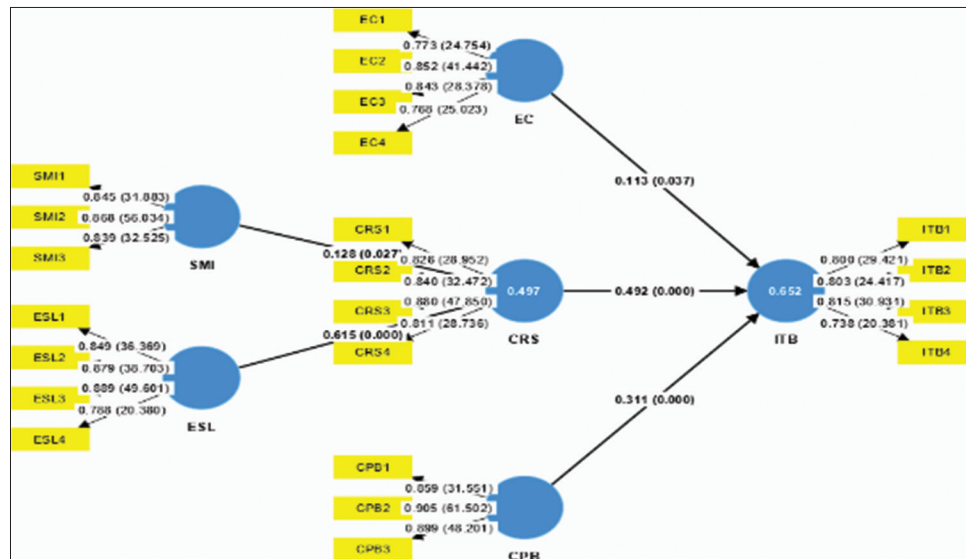 EC1
0.773 (24.754)
EC2
0.852 (41.442)
0.843 (28.378)
EC3
0.768 (25.023)
EC
EC4
SMI1
0.845 (31.883)
SMI2
0.868 (56.034)
0.839 (32.525)
SMI3
SMI
0.113 (0.037)
0.128 (0.027)
CRS1
0.826 (28.952)
CRS2
0.840 (32.472)
CRS3
0.880 (47.850)
0.811 (28.736)
CRS4
0.497
CRS
0.492 (0.000)
0.652
ITB
ITB1
0.800 (29.421)
ITB2
0.803 (24.417)
0.815 (30.931)
ITB3
0.738 (20.381)
ITB4
ESL1
0.849 (36.369)
ESL2
0.879 (38.703)
ESL3
0.889 (49.601)
0.788 (20.380)
ESL4
ESL
0.615 (0.000)
0.311 (0.000)
CPB1
0.859 (31.551)
CPB2
0.905 (61.502)
0.899 (48.201)
CPB3
CPB